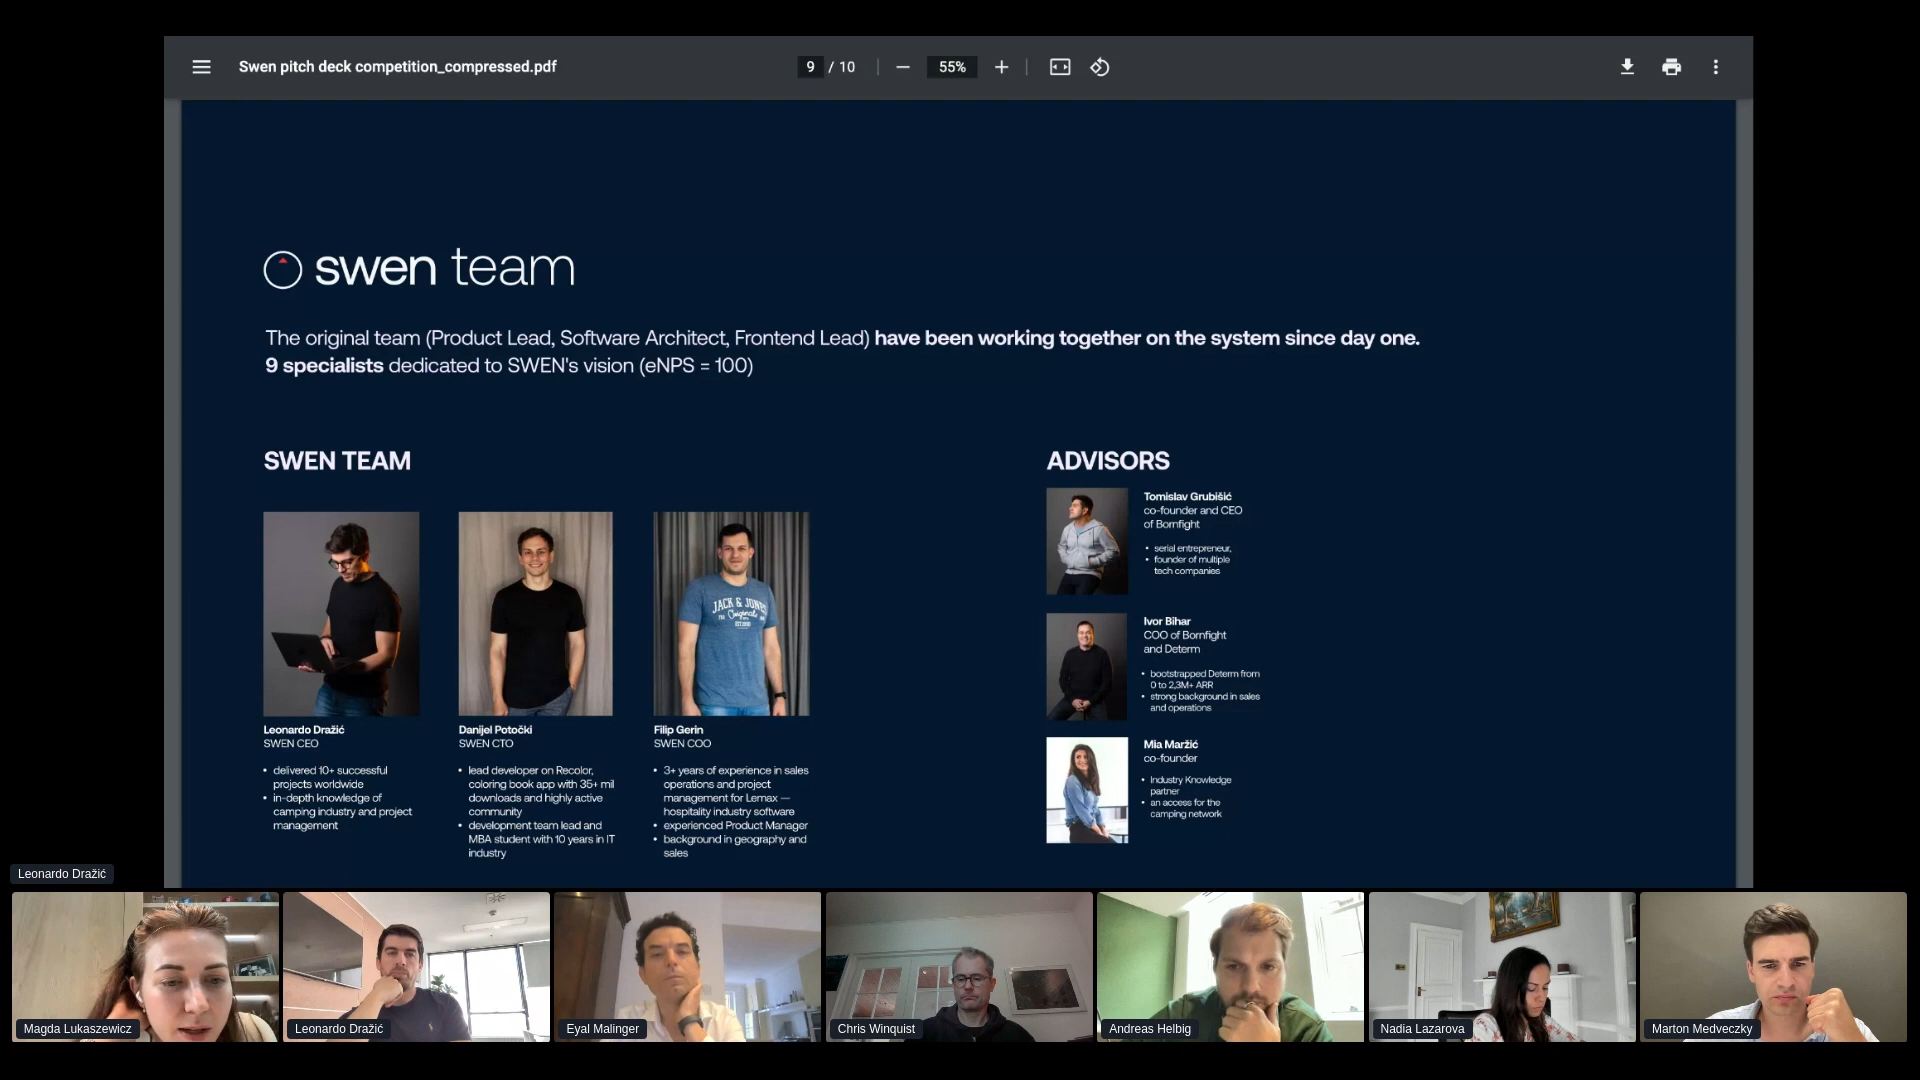 Swen pitch deck competition_compressed.pdf
9 / 10
55%
swen team
The original team (Product Lead, Software Architect, Frontend Lead) have been working together on the system since day one.
9 specialists dedicated to SWEN's vision (eNPS = 100)
SWEN TEAM
JACK & JONES
Originals
Leonardo Dražić
SWEN CEO
• delivered 10+ successful
projects worldwide
• in-depth knowledge of
camping industry and project
management
Danijel Potočki
SWEN CTO
• lead developer on Recolor,
coloring book app with 35+ mil
downloads and highly active
community
• development team lead and
MBA student with 10 years in IT
industry
Filip Gerin
SWEN COO
• 3+ years of experience in sales
operations and project
management for Lemax —
hospitality industry software
• experienced Product Manager
• background in geography and
sales
ADVISORS
Tomislav Grubišić
co-founder and CEO
of Bornfight
• serial entrepreneur,
• founder of multiple
tech companies
Ivor Bihar
COO of Bornfight
and Determ
• bootstrapped Determ from
0 to 2,3M+ ARR
• strong background in sales
and operations
Mia Maržić
co-founder
• Industry Knowledge
partner
• an access for the
camping network
Leonardo Dražić
Magda Lukaszewicz
Leonardo Dražić
Eyal Malinger
Chris Winquist
Andreas Helbig
Nadia Lazarova
Marton Medveczky